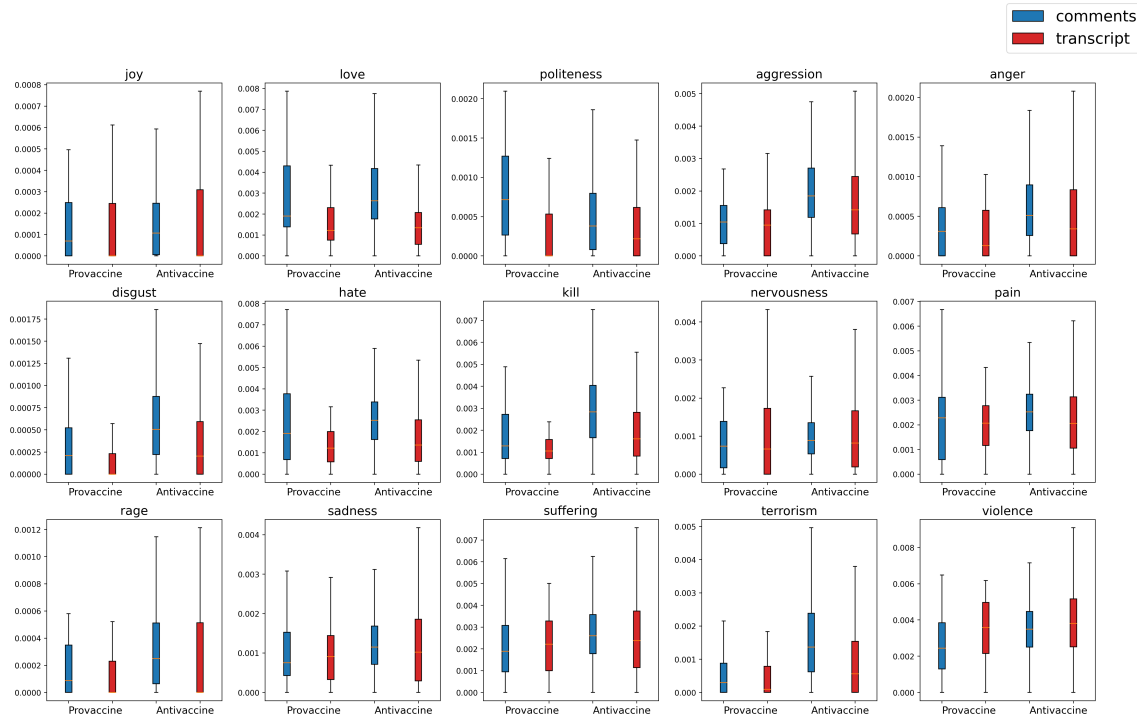 comments
transcript
joy love politeness aggression anger
0.0008 0.008 0.0020 0.005 0.0020
0.0007 0.007
0.0006 0.006 0.0015 0.004 0.0015
0.0005 0.005
0.0004 0.004 0.0010 0.003 0.0010
0.0003 0.003 0.002
0.0002 0.002 0.0005 0.001 0.0005
0.0001 0.001
0.0000 0.000 0.0000 0.000 0.0000
Provaccine Antivaccine Provaccine Antivaccine Provaccine Antivaccine Provaccine Antivaccine Provaccine Antivaccine
disgust hate kill nervousness pain
0.00175 0.008 0.007 0.004 0.007
0.00150 0.007 0.006 0.006
0.00125 0.006 0.005 0.003 0.005
0.00100 0.005 0.004 0.004
0.00075 0.004 0.003 0.002 0.003
0.00050 0.003 0.002 0.001 0.002
0.00025 0.002 0.001 0.001
0.00000 0.001 0.000 0.000 0.000
0.000
Provaccine Antivaccine Provaccine Antivaccine Provaccine Antivaccine Provaccine Antivaccine Provaccine Antivaccine
rage sadness suffering terrorism violence
0.0012 0.004 0.007 0.005 0.008
0.0010 0.006 0.004
0.0008 0.003 0.005 0.006
0.0006 0.002 0.004 0.003 0.004
0.0004 0.003 0.002
0.0002 0.001 0.002 0.001 0.002
0.001
0.0000 0.000 0.000 0.000 0.000
Provaccine Antivaccine Provaccine Antivaccine Provaccine Antivaccine Provaccine Antivaccine Provaccine Antivaccine